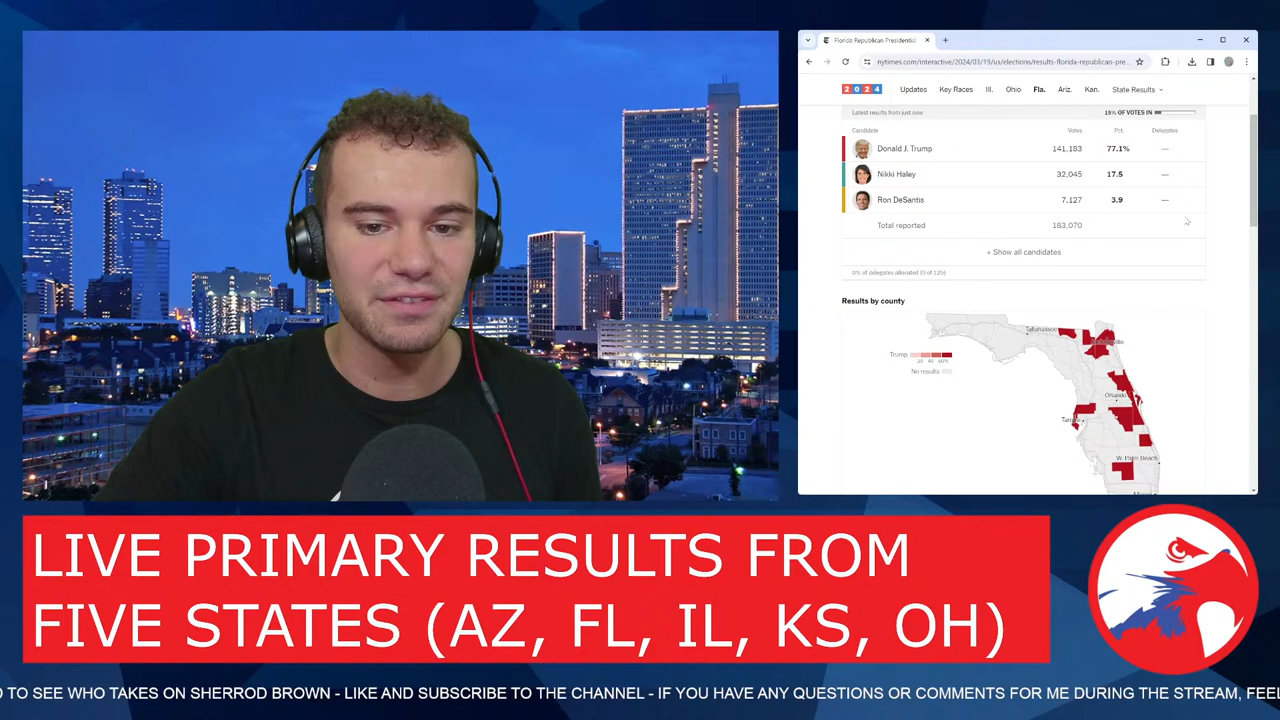 Florida Republican Presidential
nytimes.com/interactive/2024/03/19/us/elections/results-florida-republican-pre...
2024 Updates Key Races Ill. Ohio Fla. Ariz. Kan. State Results
Latest results from just now 15% OF VOTES IN
Candidate Votes Pct. Delegates
Donald J. Trump 141,183 77.1% —
Nikki Haley 32,045 17.5 —
Ron DeSantis 7,127 3.9 —
Total reported 183,070
+ Show all candidates
0% of delegates allocated (0 of 125)
Results by county
Tallahassee
Jacksonville
Trump
20 40 60%
No results
Orlando
Tampa
W. Palm Beach
LIVE PRIMARY RESULTS FROM
FIVE STATES (AZ, FL, IL, KS, OH)
TO SEE WHO TAKES ON SHERROD BROWN - LIKE AND SUBSCRIBE TO THE CHANNEL - IF YOU HAVE ANY QUESTIONS OR COMMENTS FOR ME DURING THE STREAM, FEEL